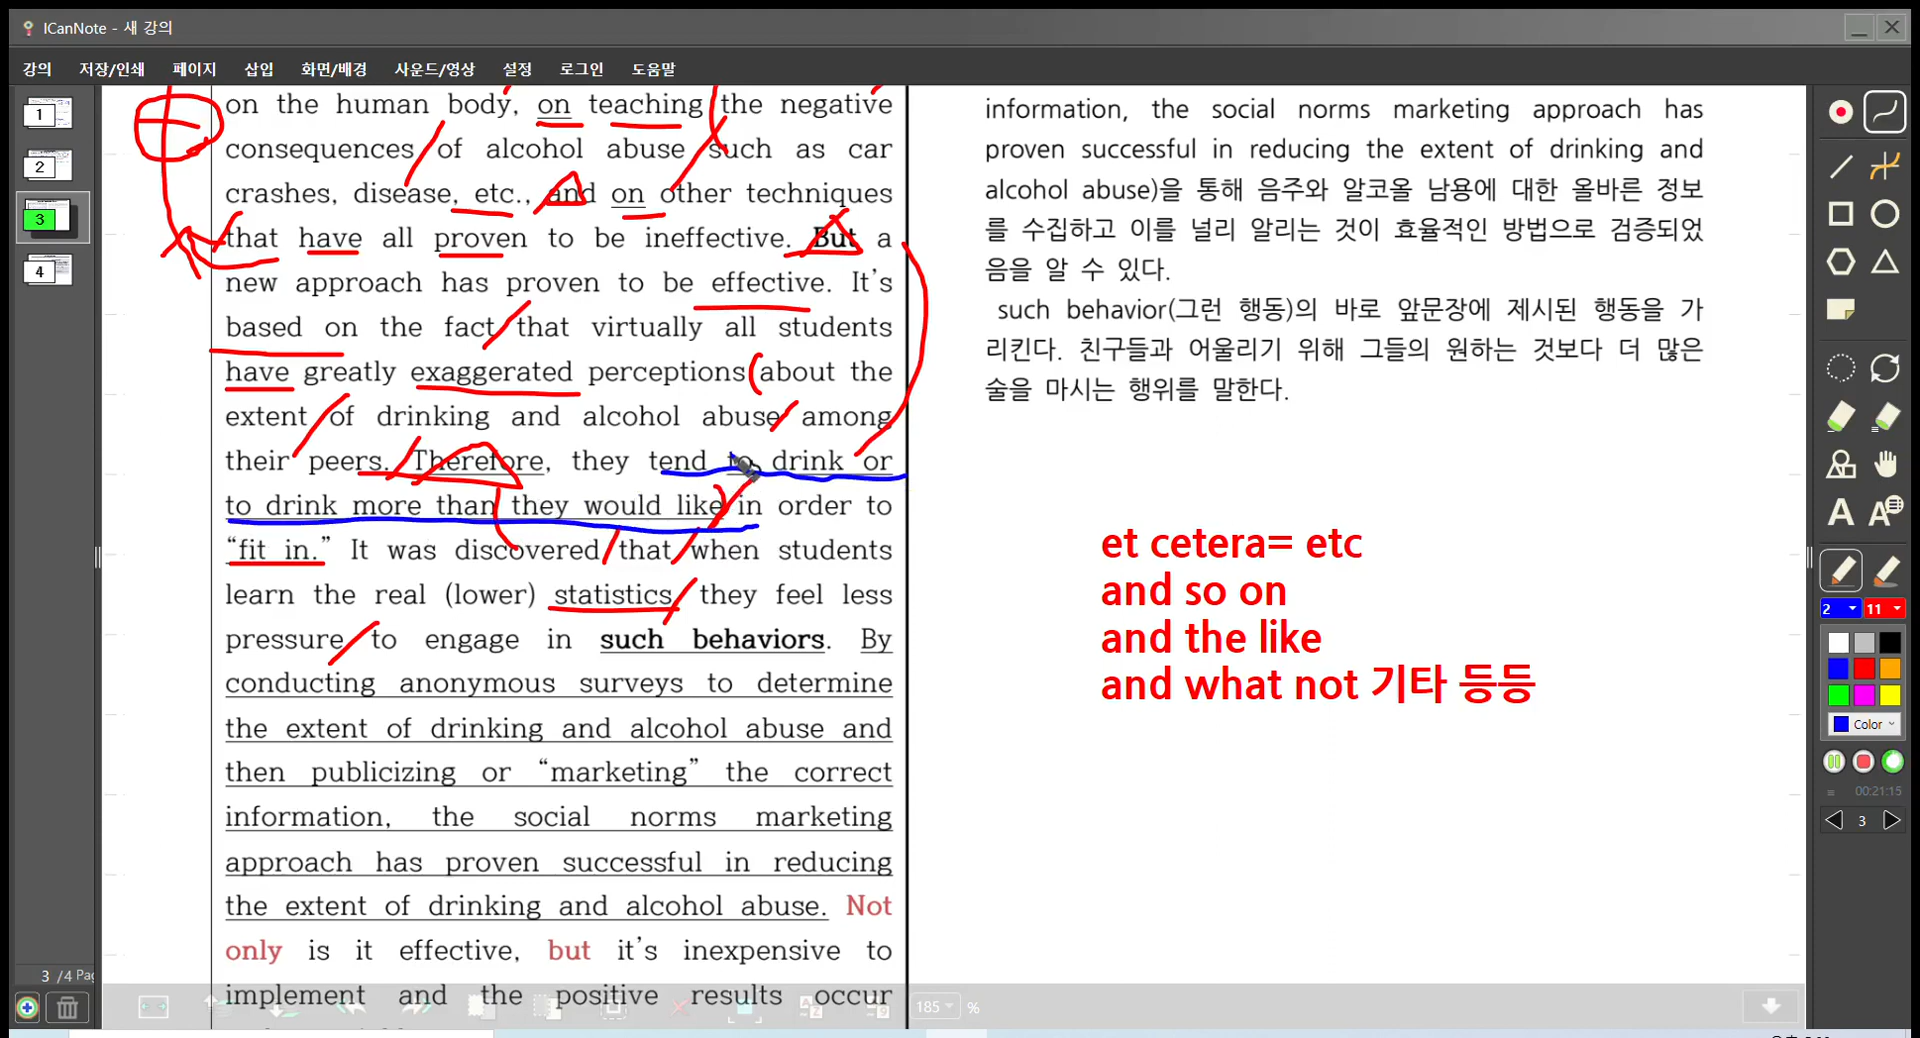 ICanNote - 새 강의
강의 저장/인쇄 페이지 삽입 화면/배경 사운드/영상 설정 로그인 도움말
1
2
3
4
3 /4
on the human body, on teaching the negative
consequences of alcohol abuse such as car
crashes, disease, etc., and on other techniques
that have all proven to be ineffective. But a
new approach has proven to be effective. It's
based on the fact that virtually all students
have greatly exaggerated perceptions about the
extent of drinking and alcohol abuse among
their peers. Therefore, they tend to drink or
to drink more than they would like in order to
“fit in.” It was discovered that when students
learn the real (lower) statistics, they feel less
pressure to engage in such behaviors. By
conducting anonymous surveys to determine
the extent of drinking and alcohol abuse and
then publicizing or “marketing” the correct
information, the social norms marketing
approach has proven successful in reducing
the extent of drinking and alcohol abuse. Not
only is it effective, but it's inexpensive to
implement and the positive results occur
information, the social norms marketing approach has
proven successful in reducing the extent of drinking and
alcohol abuse)을 통해 음주와 알코올 남용에 대한 올바른 정보
를 수집하고 이를 널리 알리는 것이 효율적인 방법으로 검증되었
음을 알 수 있다.
such behavior(그런 행동)의 바로 앞문장에 제시된 행동을 가
리킨다. 친구들과 어울리기 위해 그들의 원하는 것보다 더 많은
술을 마시는 행위를 말한다.
et cetera= etc
and so on
and the like
and what not 기타 등등
2 11
Color
00:21:15
3
185 %